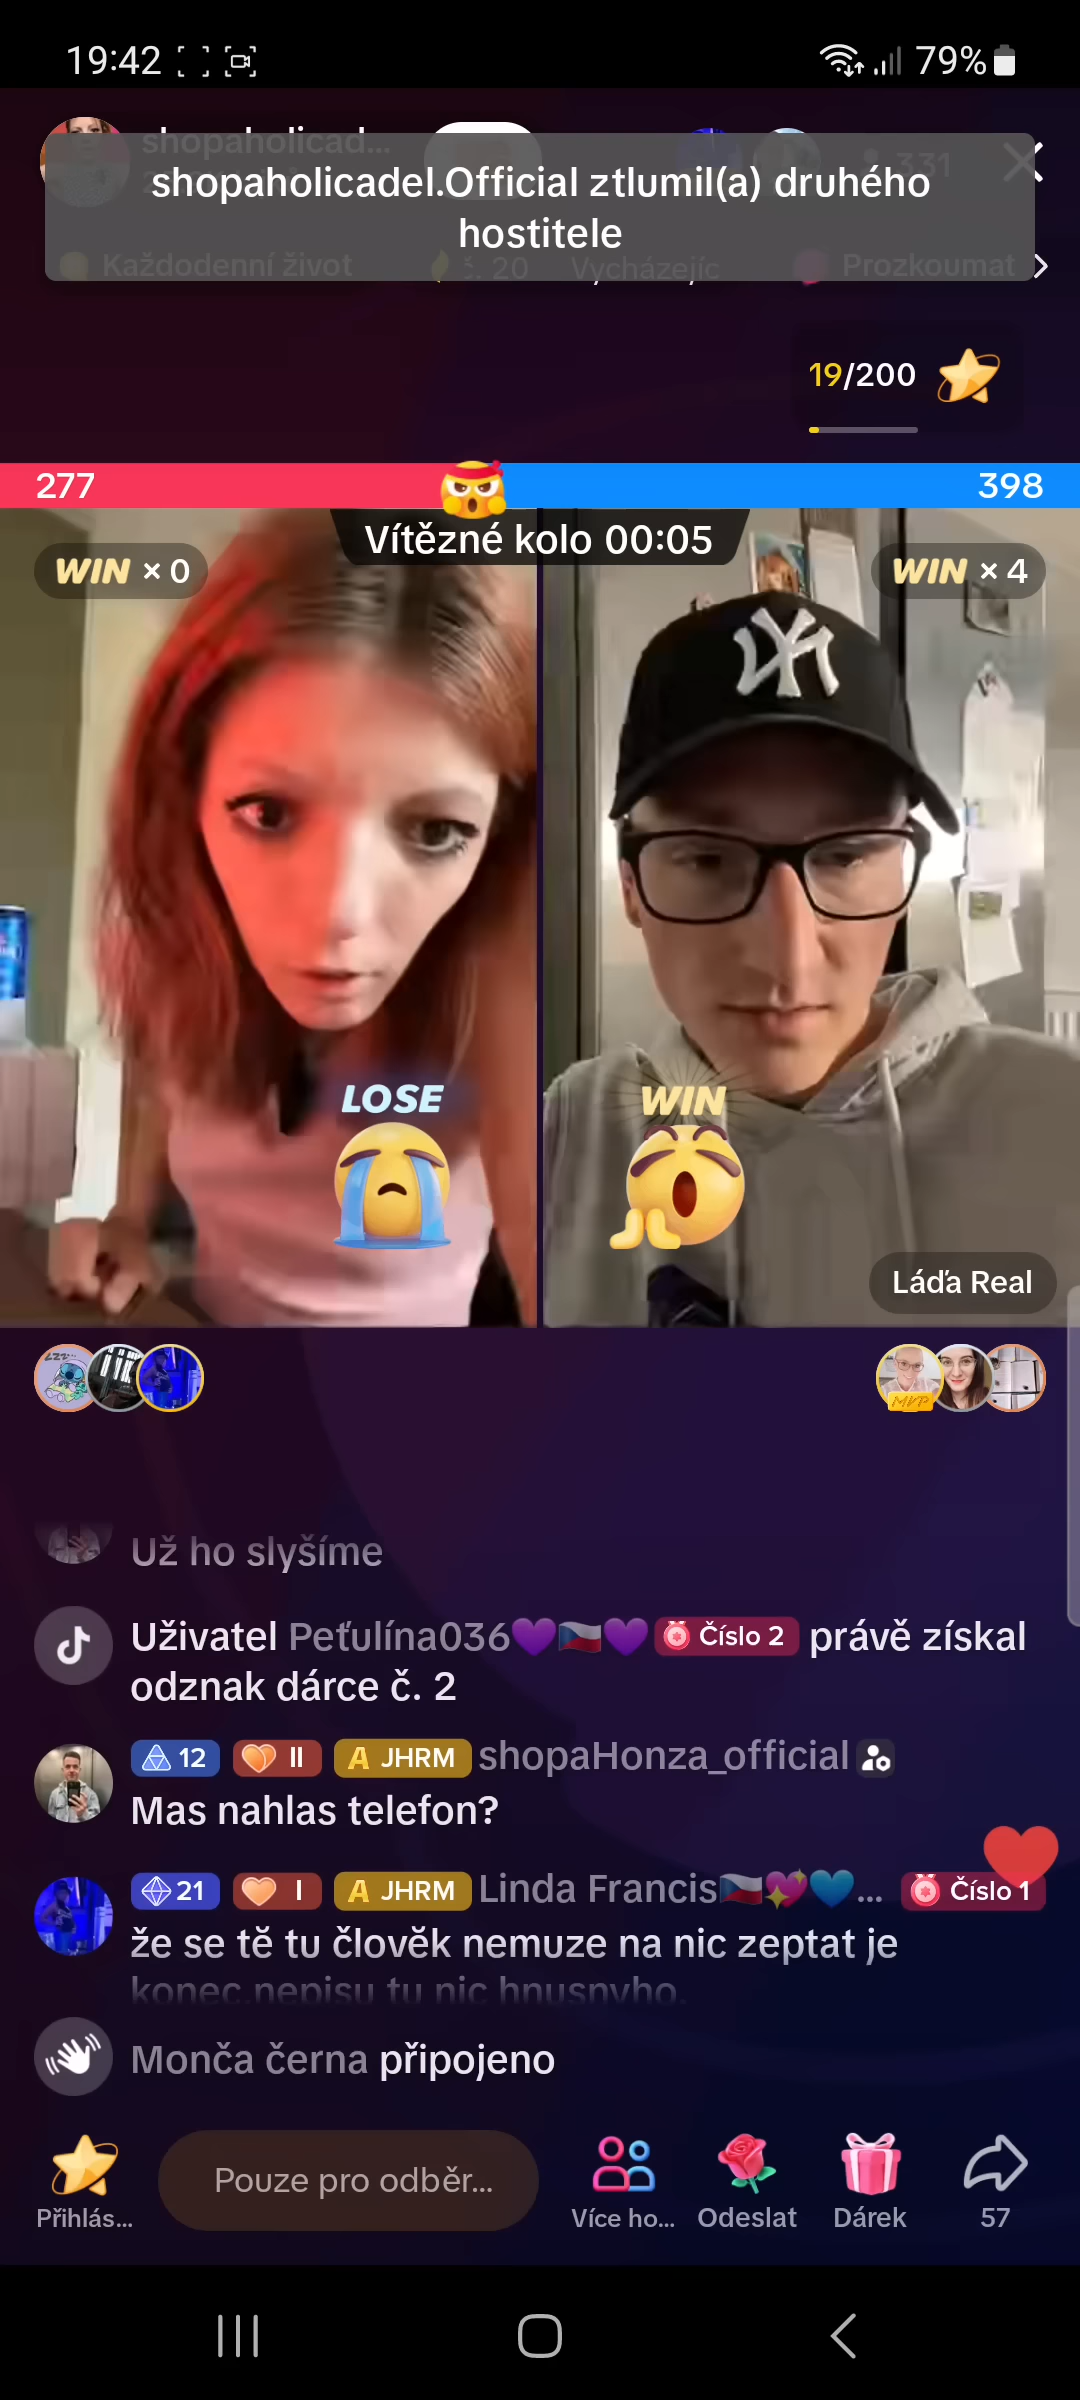 19:42
79%
shopaholicad...
331
shopaholicadel.Official ztlumil(a) druhého
hostitele
Každodenní život
č. 20
Vycházejíc
Prozkoumat
19/200
277
398
Vítězné kolo 00:05
WIN × 0
WIN × 4
LOSE
WIN
Láďa Real
MVP
Už ho slyšíme
Uživatel Peťulína036💜🇨🇿💜 Číslo 2 právě získal
odznak dárce č. 2
12 II A JHRM shopaHonza_official
Mas nahlas telefon?
21 I A JHRM Linda Francis🇨🇿💖💙... Číslo 1
že se tě tu člověk nemuze na nic zeptat je
konec.nepisu tu nic hnusnyho.
Monča černa připojeno
Pouze pro odběr...
Přihlás...
Více ho...
Odeslat
Dárek
57